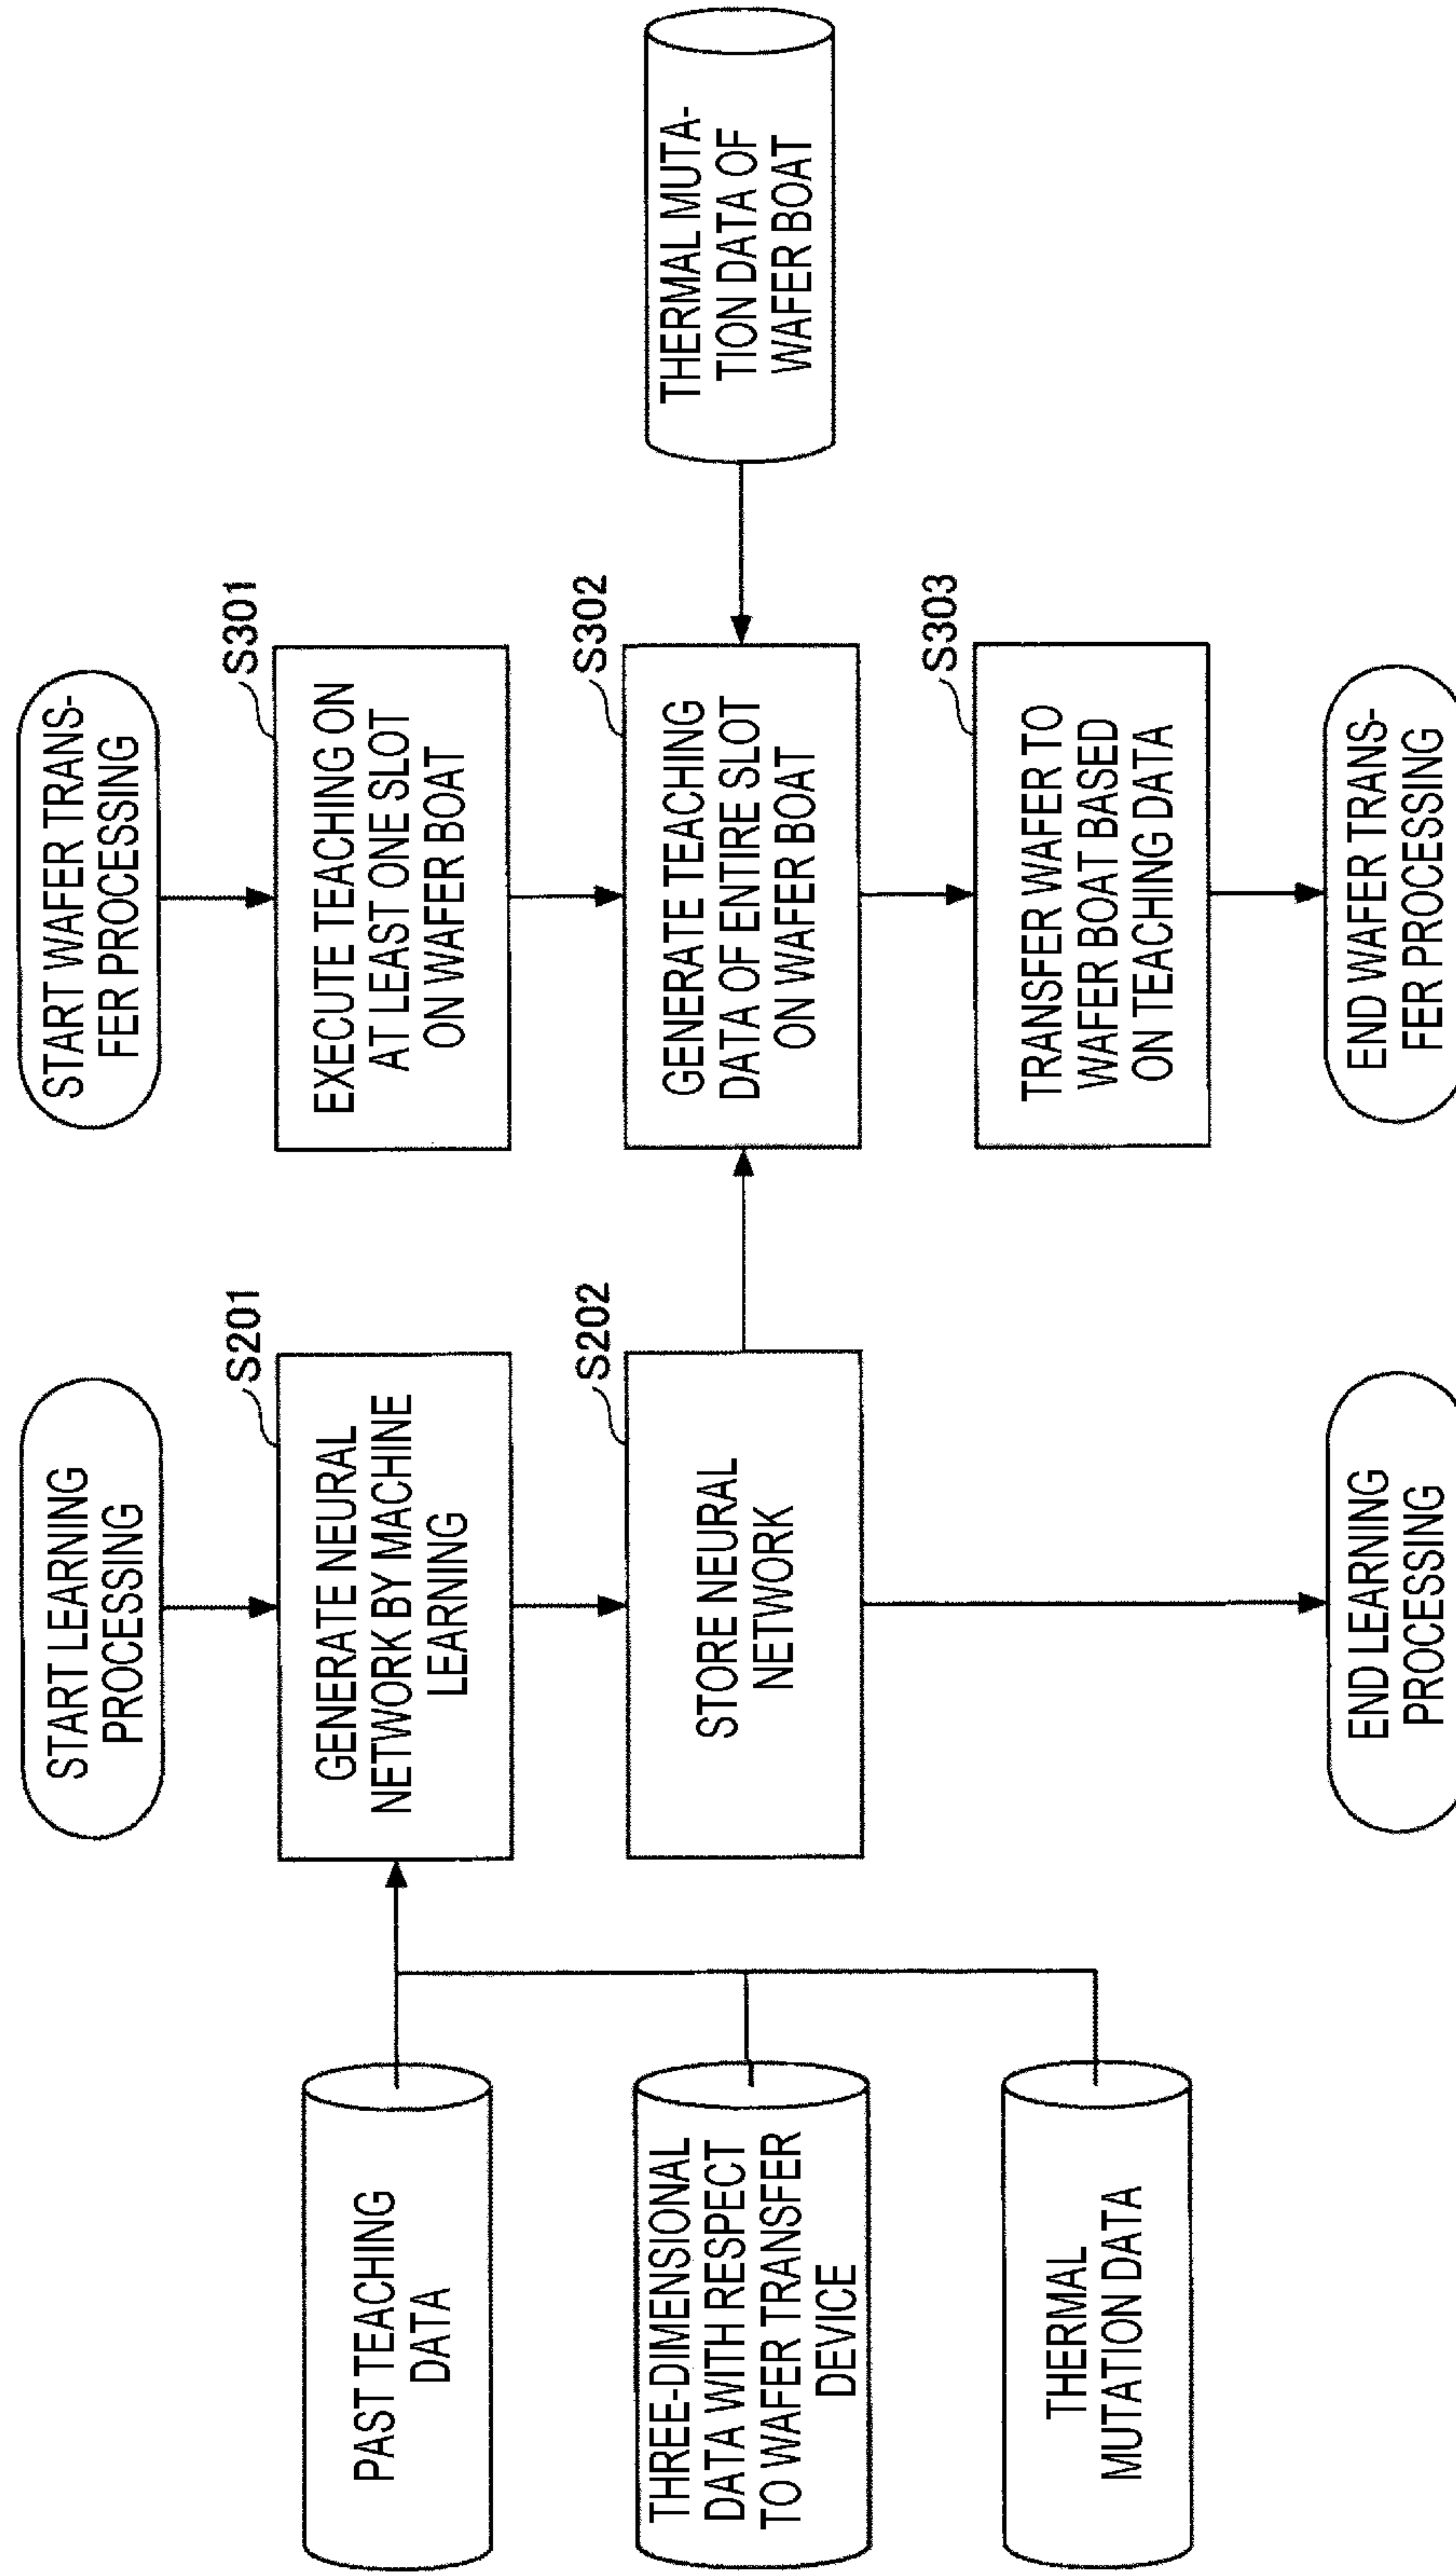 START LEARNING
PROCESSING
S201
GENERATE NEURAL
NETWORK BY MACHINE
LEARNING
S202
STORE NEURAL
NETWORK
END LEARNING
PROCESSING
PAST TEACHING
DATA
THREE-DIMENSIONAL
DATA WITH RESPECT
TO WAFER TRANSFER
DEVICE
THERMAL
MUTATION DATA
START WAFER TRANS-
FER PROCESSING
S301
EXECUTE TEACHING ON
AT LEAST ONE SLOT
ON WAFER BOAT
S302
GENERATE TEACHING
DATA OF ENTIRE SLOT
ON WAFER BOAT
S303
TRANSFER WAFER TO
WAFER BOAT BASED
ON TEACHING DATA
END WAFER TRANS-
FER PROCESSING
THERMAL MUTA-
TION DATA OF
WAFER BOAT